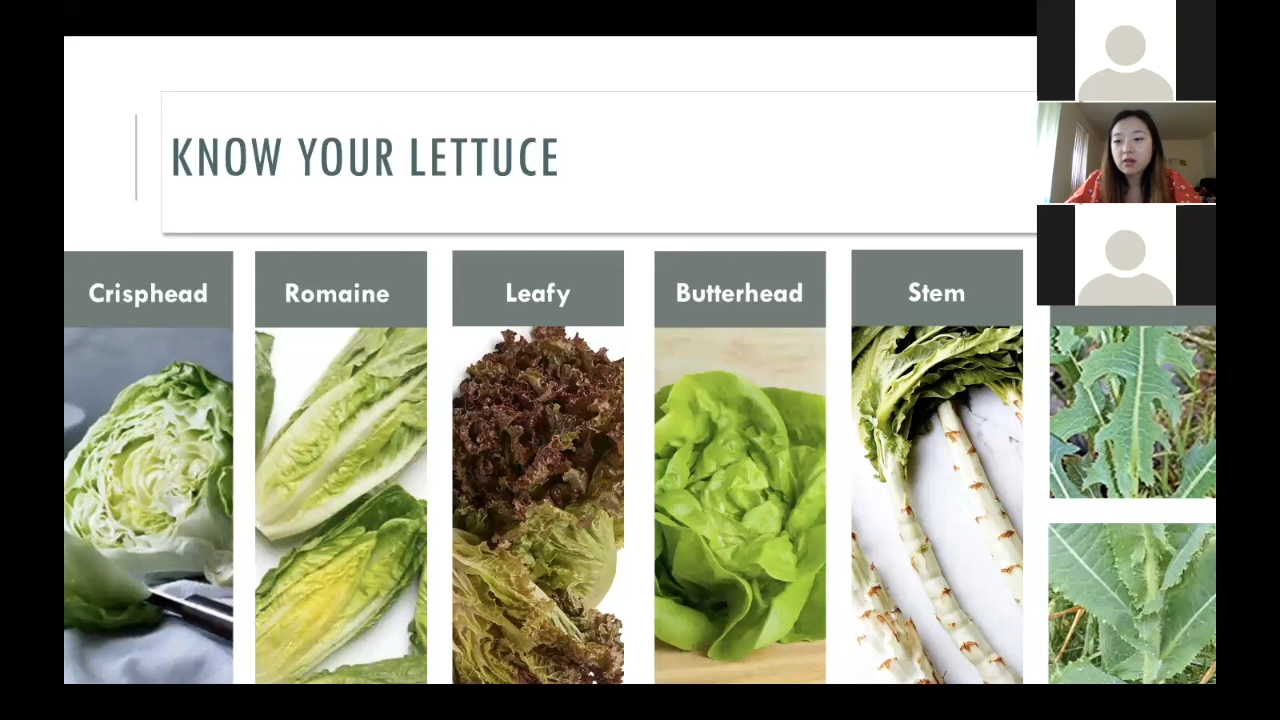 KNOW YOUR LETTUCE
Crisphead
Romaine
Leafy
Butterhead
Stem